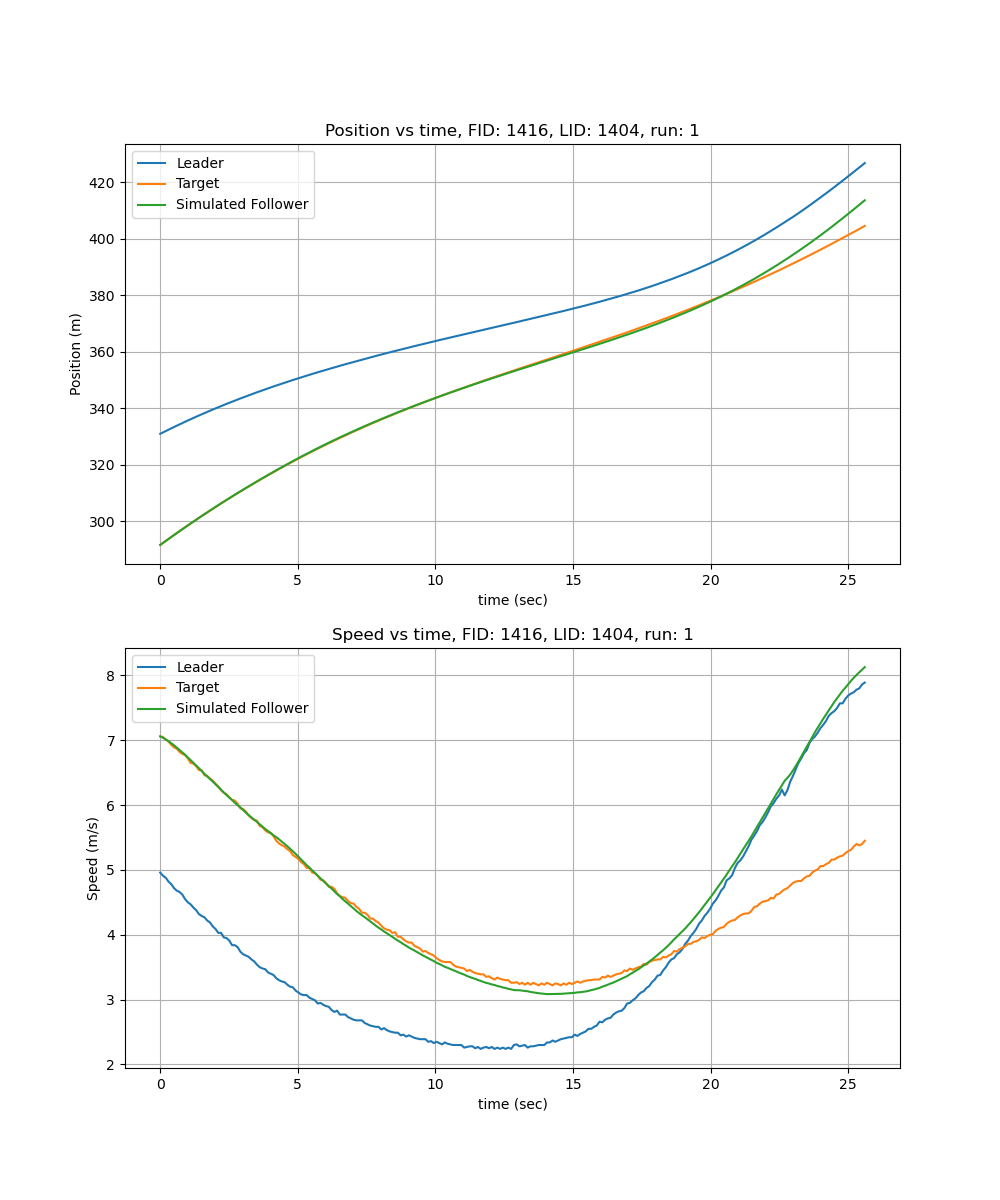 Position vs time, FID: 1416, LID: 1404, run: 1
Leader
Target
Simulated Follower
420
400
380
360
340
320
300
Position (m)
0 5 10 15 20 25
time (sec)
Speed vs time, FID: 1416, LID: 1404, run: 1
Leader
Target
Simulated Follower
8
7
6
5
4
3
2
Speed (m/s)
0 5 10 15 20 25
time (sec)